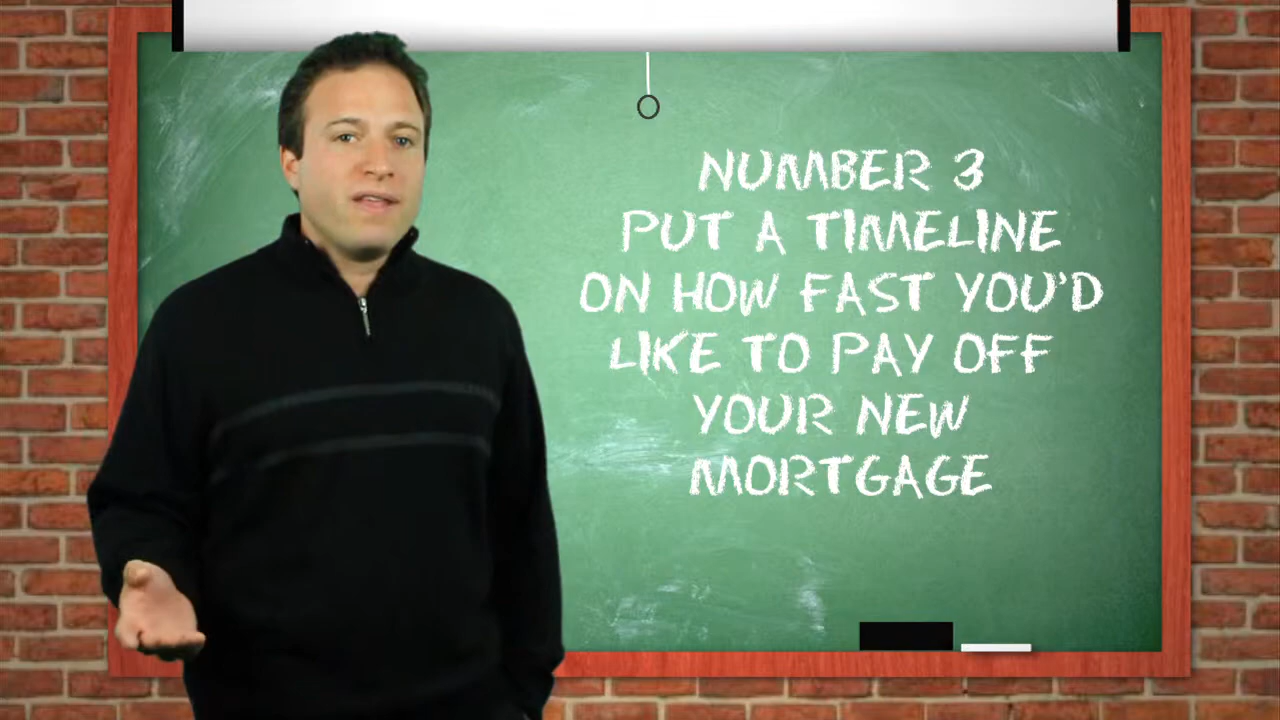 NUMBER 3
PUT A TIMELINE
ON HOW FAST YOU'D
LIKE TO PAY OFF
YOUR NEW
MORTGAGE